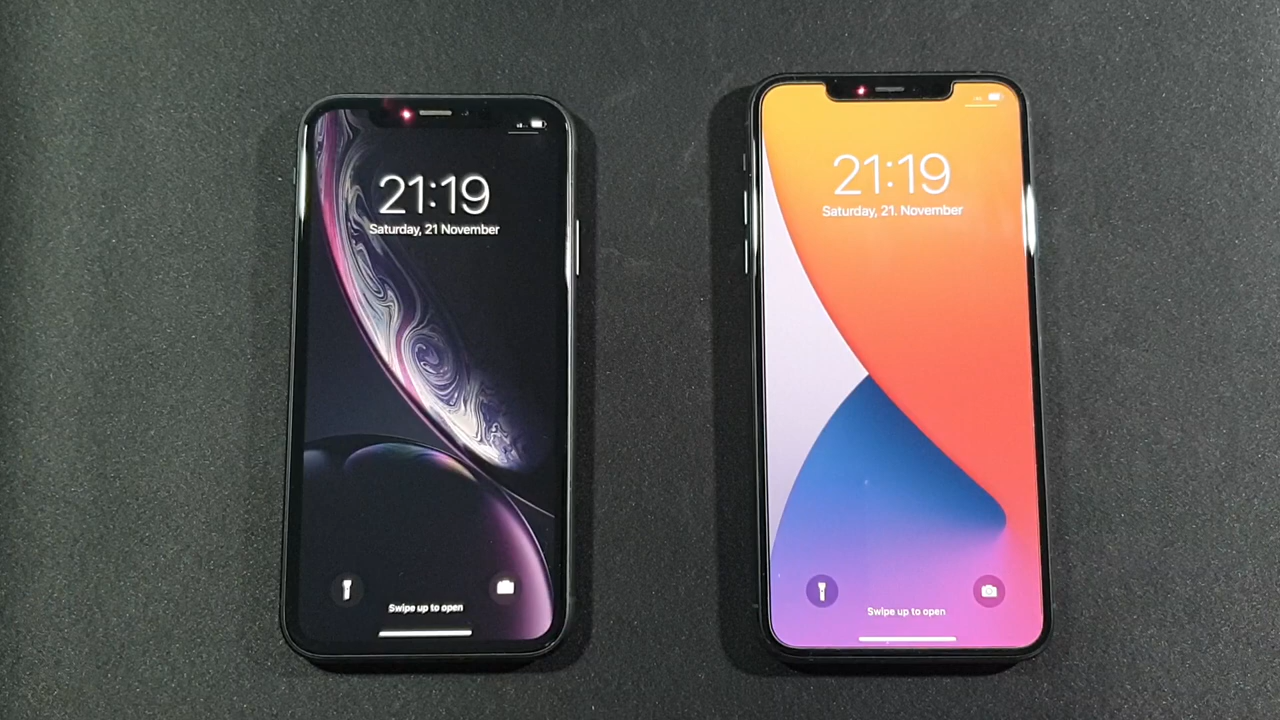 21:19
Saturday, 21 November
Swipe up to open
21:19
Saturday, 21. November
Swipe up to open